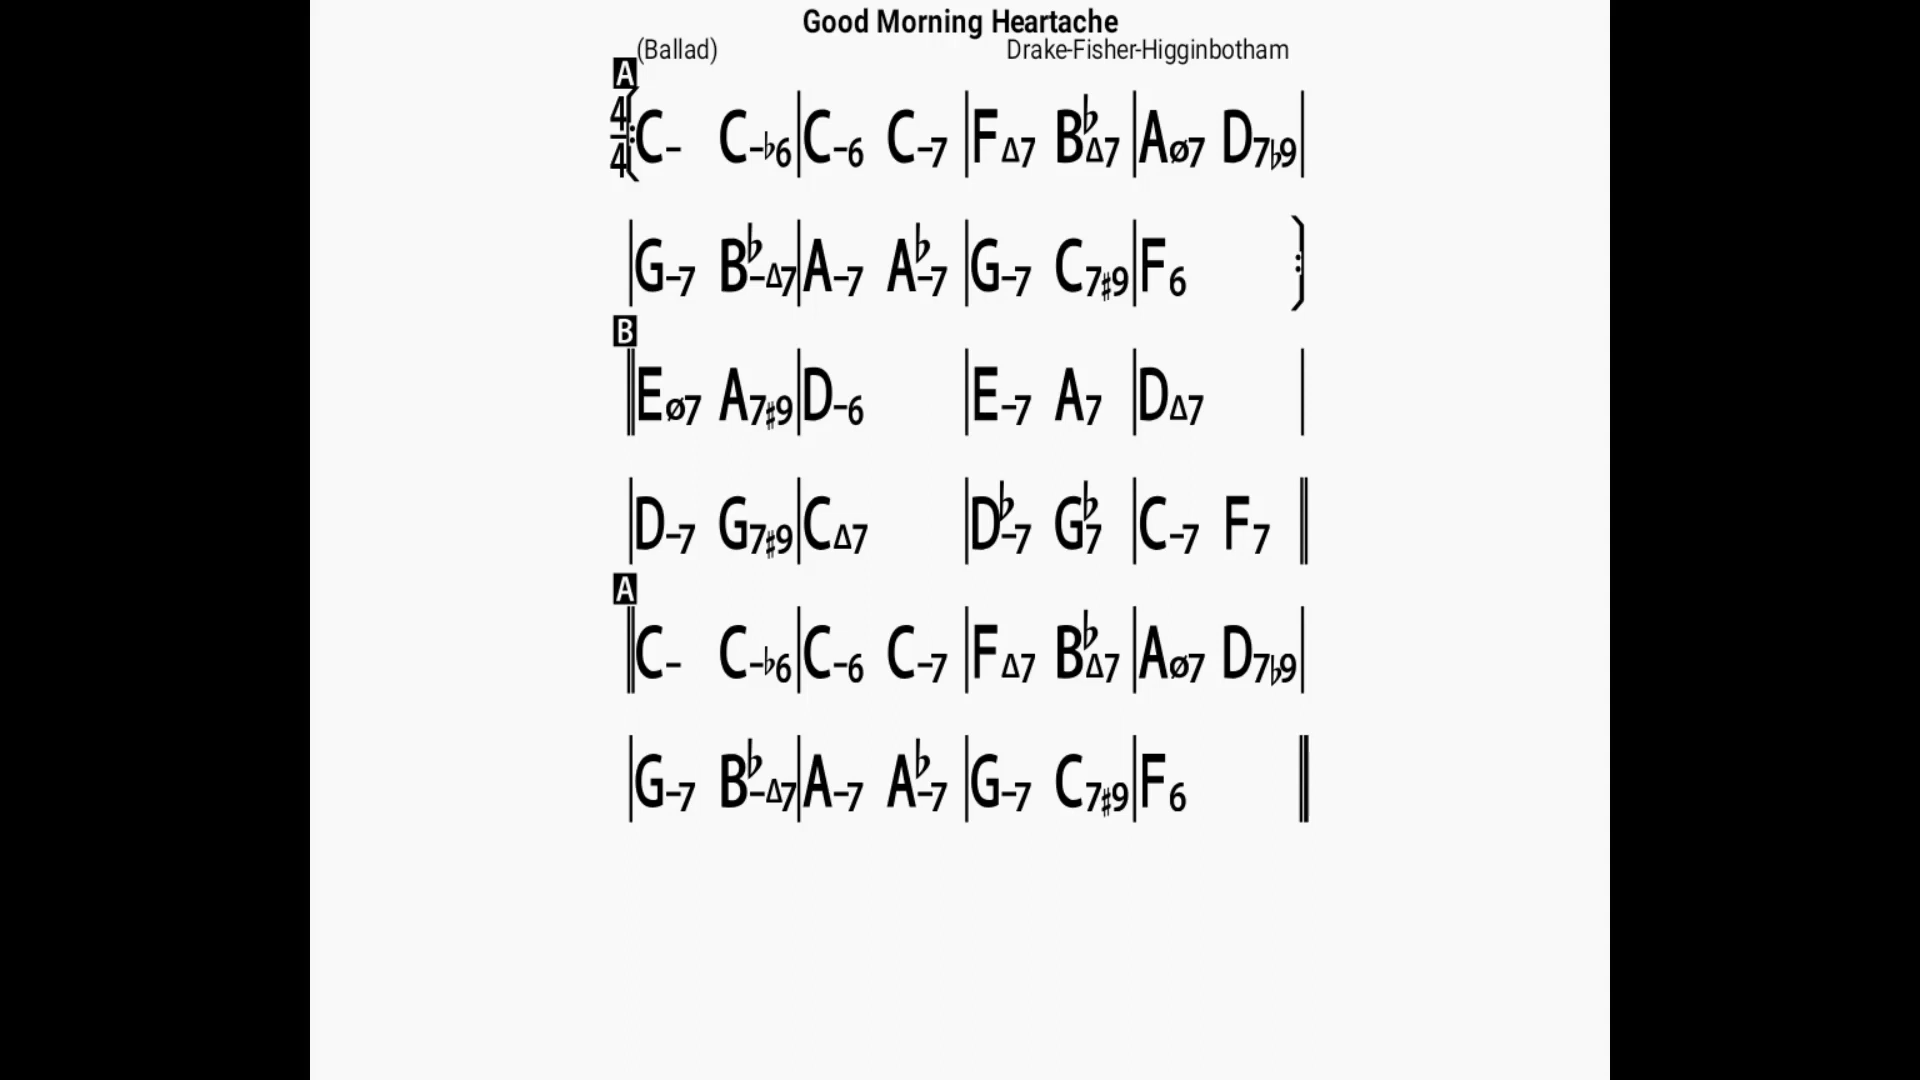 Good Morning Heartache
(Ballad) Drake-Fisher-Higginbotham
A
4/4 C– C–♭6 | C–6 C–7 | FΔ7 B♭Δ7 | Aø7 D7♭9 |
| G–7 B♭–Δ7 | A–7 A♭–7 | G–7 C7♯9 | F6
B
Eø7 A7♯9 | D–6 | E–7 A7 | DΔ7 |
| D–7 G7♯9 | CΔ7 | D♭–7 G♭7 | C–7 F7
A
C– C–♭6 | C–6 C–7 | FΔ7 B♭Δ7 | Aø7 D7♭9 |
| G–7 B♭–Δ7 | A–7 A♭–7 | G–7 C7♯9 | F6